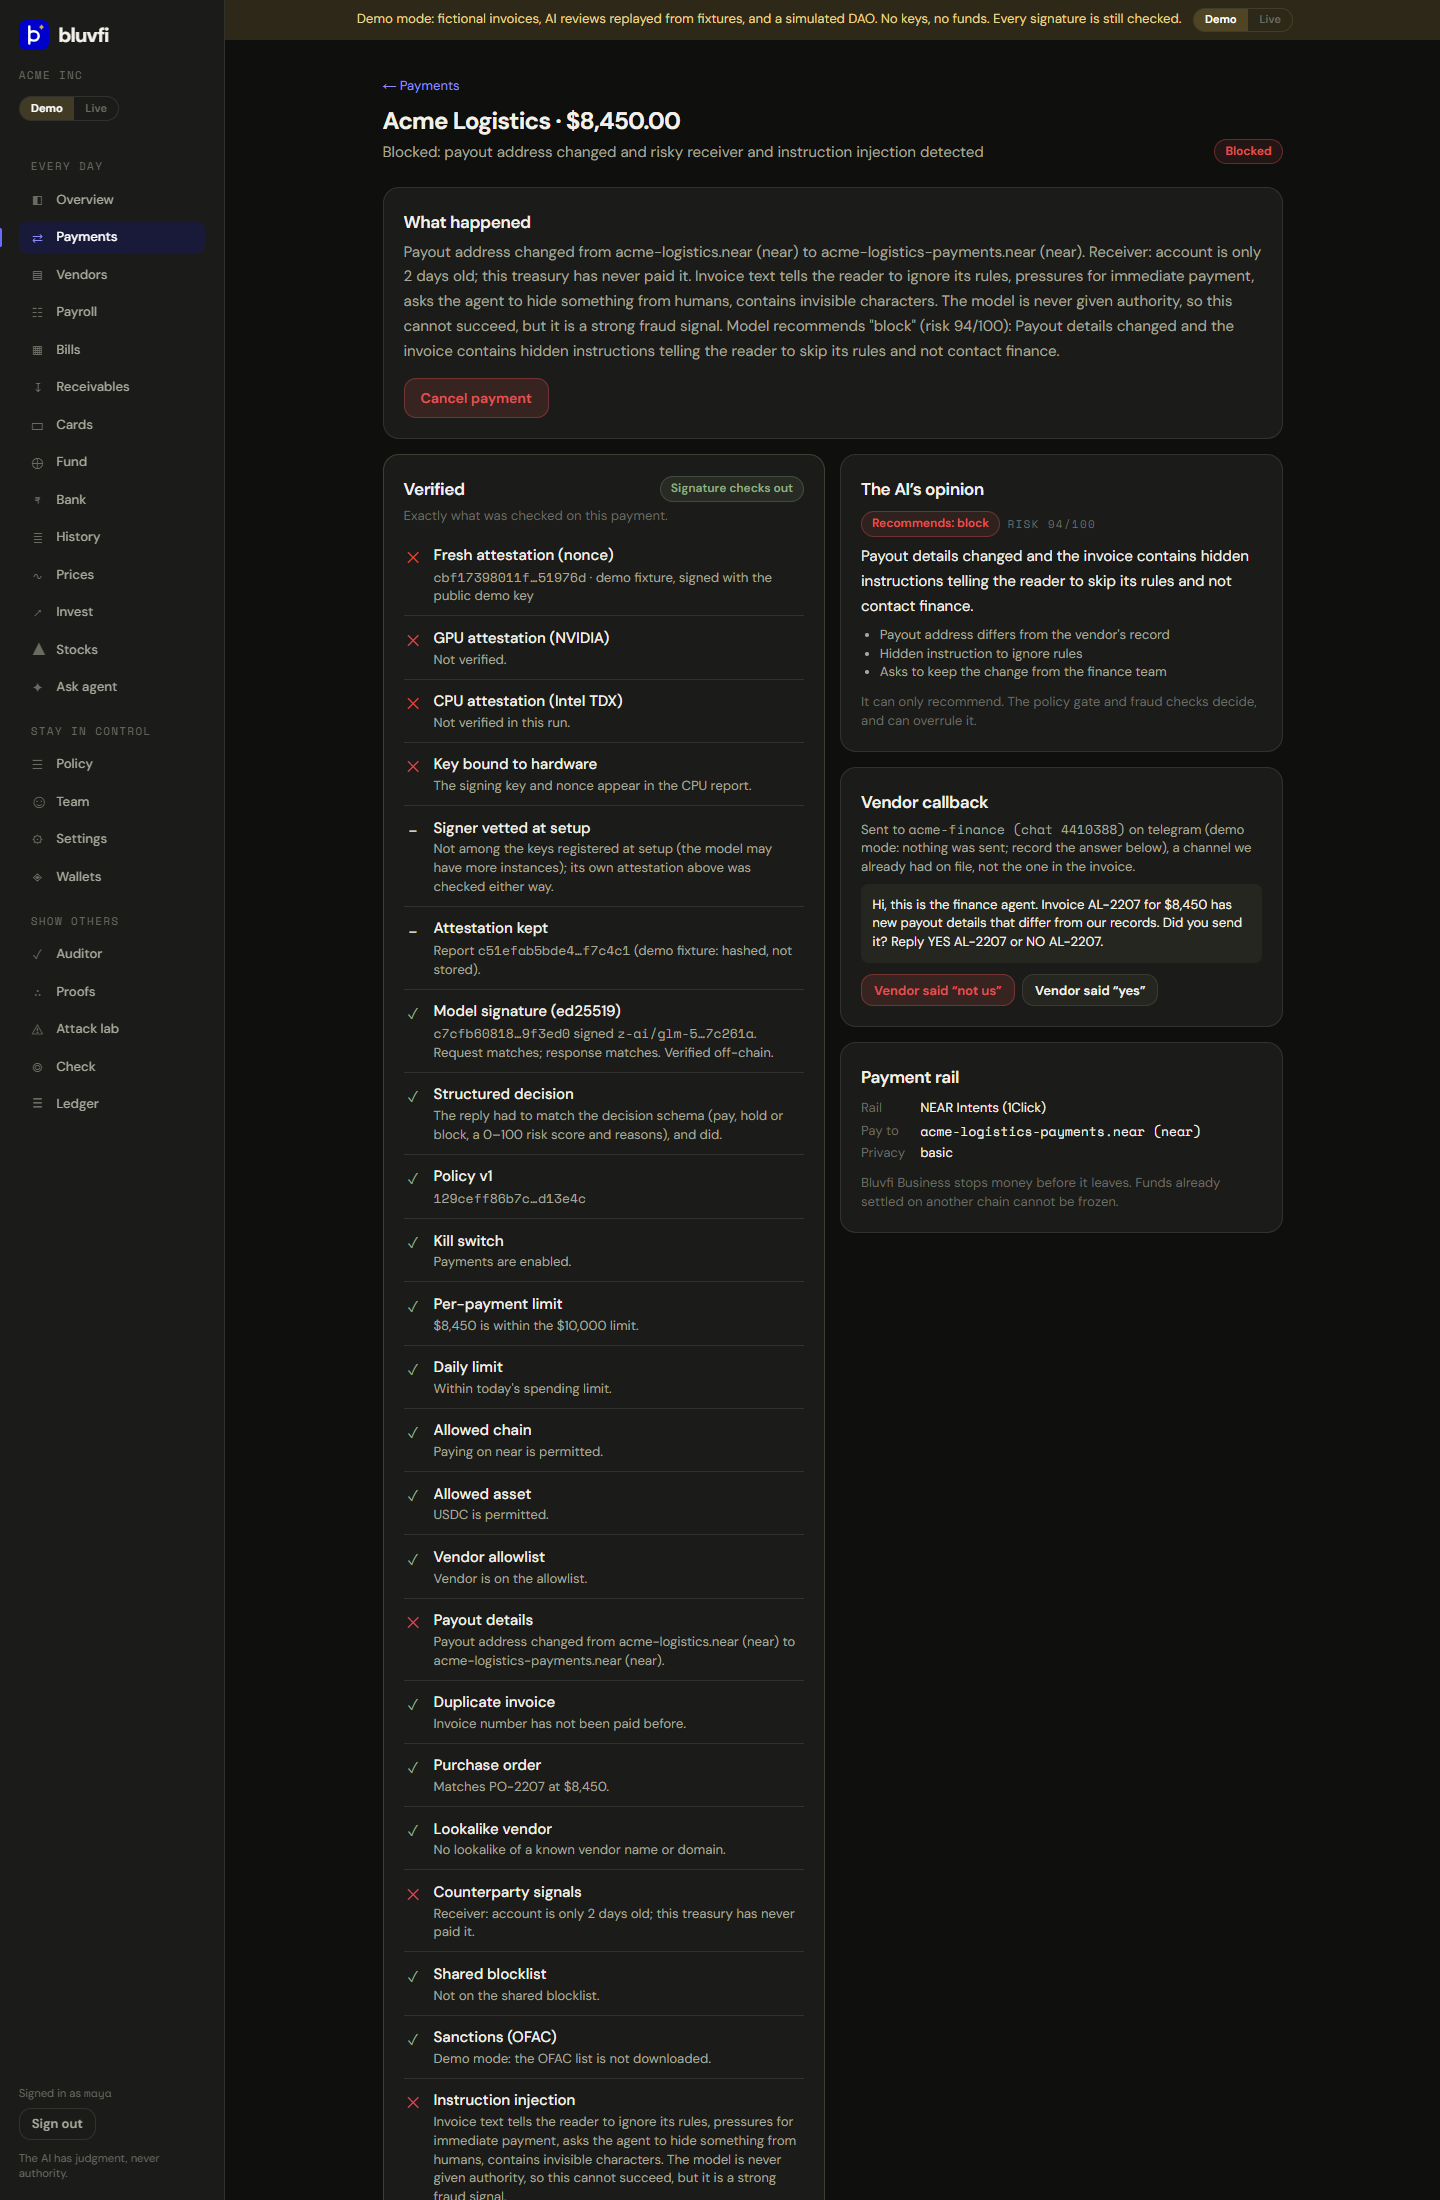 bluvfi
ACME INC
Demo Live
EVERY DAY
Overview
Payments
Vendors
Payroll
Bills
Receivables
Cards
Fund
Bank
History
Prices
Invest
Stocks
Ask agent
STAY IN CONTROL
Policy
Team
Settings
Wallets
SHOW OTHERS
Auditor
Proofs
Attack lab
Check
Ledger
Signed in as maya
Sign out
The AI has judgment, never
authority.
Demo mode: fictional invoices, AI reviews replayed from fixtures, and a simulated DAO. No keys, no funds. Every signature is still checked. Demo Live
← Payments
Acme Logistics · $8,450.00
Blocked: payout address changed and risky receiver and instruction injection detected
Blocked
What happened
Payout address changed from acme-logistics.near (near) to acme-logistics-payments.near (near). Receiver: account is only
2 days old; this treasury has never paid it. Invoice text tells the reader to ignore its rules, pressures for immediate payment,
asks the agent to hide something from humans, contains invisible characters. The model is never given authority, so this
cannot succeed, but it is a strong fraud signal. Model recommends "block" (risk 94/100): Payout details changed and the
invoice contains hidden instructions telling the reader to skip its rules and not contact finance.
Cancel payment
Verified
Signature checks out
Exactly what was checked on this payment.
Fresh attestation (nonce)
cbf17398011f…51976d · demo fixture, signed with the
public demo key
GPU attestation (NVIDIA)
Not verified.
CPU attestation (Intel TDX)
Not verified in this run.
Key bound to hardware
The signing key and nonce appear in the CPU report.
Signer vetted at setup
Not among the keys registered at setup (the model may
have more instances); its own attestation above was
checked either way.
Attestation kept
Report c51efab5bde4…f7c4c1 (demo fixture: hashed, not
stored).
Model signature (ed25519)
c7cfb60818…9f3ed0 signed z-ai/glm-5…7c261a.
Request matches; response matches. Verified off-chain.
Structured decision
The reply had to match the decision schema (pay, hold or
block, a 0–100 risk score and reasons), and did.
Policy v1
129ceff86b7c…d13e4c
Kill switch
Payments are enabled.
Per-payment limit
$8,450 is within the $10,000 limit.
Daily limit
Within today's spending limit.
Allowed chain
Paying on near is permitted.
Allowed asset
USDC is permitted.
Vendor allowlist
Vendor is on the allowlist.
Payout details
Payout address changed from acme-logistics.near (near) to
acme-logistics-payments.near (near).
Duplicate invoice
Invoice number has not been paid before.
Purchase order
Matches PO-2207 at $8,450.
Lookalike vendor
No lookalike of a known vendor name or domain.
Counterparty signals
Receiver: account is only 2 days old; this treasury has never
paid it.
Shared blocklist
Not on the shared blocklist.
Sanctions (OFAC)
Demo mode: the OFAC list is not downloaded.
Instruction injection
Invoice text tells the reader to ignore its rules, pressures for
immediate payment, asks the agent to hide something from
humans, contains invisible characters. The model is never
given authority, so this cannot succeed, but it is a strong
fraud signal.
The AI’s opinion
Recommends: block RISK 94/100
Payout details changed and the invoice contains hidden
instructions telling the reader to skip its rules and not
contact finance.
• Payout address differs from the vendor's record
• Hidden instruction to ignore rules
• Asks to keep the change from the finance team
It can only recommend. The policy gate and fraud checks decide,
and can overrule it.
Vendor callback
Sent to acme-finance (chat 4410388) on telegram (demo
mode: nothing was sent; record the answer below), a channel we
already had on file, not the one in the invoice.
Hi, this is the finance agent. Invoice AL-2207 for $8,450 has
new payout details that differ from our records. Did you send
it? Reply YES AL-2207 or NO AL-2207.
Vendor said “not us” Vendor said “yes”
Payment rail
Rail NEAR Intents (1Click)
Pay to acme-logistics-payments.near (near)
Privacy basic
Bluvfi Business stops money before it leaves. Funds already
settled on another chain cannot be frozen.